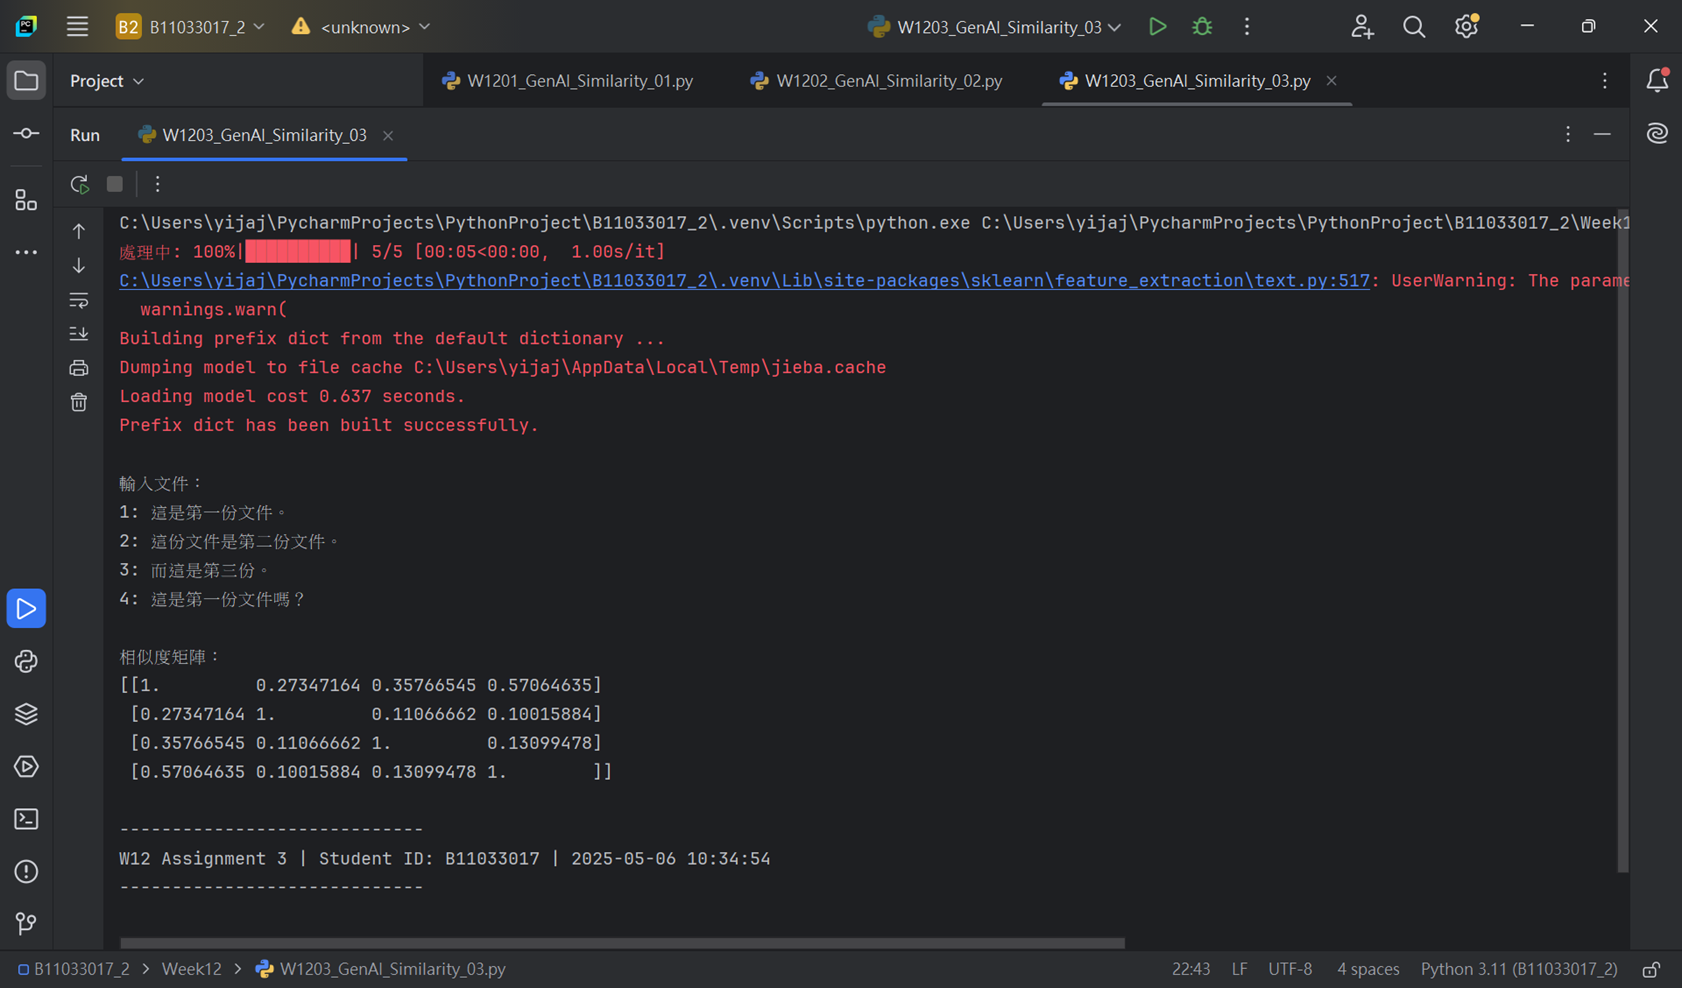 PC
B2 B11033017_2 <unknown> W1203_GenAI_Similarity_03
Project W1201_GenAI_Similarity_01.py W1202_GenAI_Similarity_02.py W1203_GenAI_Similarity_03.py
Run W1203_GenAI_Similarity_03
C:\Users\yijaj\PycharmProjects\PythonProject\B11033017_2\.venv\Scripts\python.exe C:\Users\yijaj\PycharmProjects\PythonProject\B11033017_2\Week1
處理中: 100%|██████████| 5/5 [00:05<00:00,  1.00s/it]
C:\Users\yijaj\PycharmProjects\PythonProject\B11033017_2\.venv\Lib\site-packages\sklearn\feature_extraction\text.py:517: UserWarning: The parame
warnings.warn(
Building prefix dict from the default dictionary ...
Dumping model to file cache C:\Users\yijaj\AppData\Local\Temp\jieba.cache
Loading model cost 0.637 seconds.
Prefix dict has been built successfully.
輸入文件：
1: 這是第一份文件。
2: 這份文件是第二份文件。
3: 而這是第三份。
4: 這是第一份文件嗎？
相似度矩陣：
[[1.         0.27347164 0.35766545 0.57064635]
 [0.27347164 1.         0.11066662 0.10015884]
 [0.35766545 0.11066662 1.         0.13099478]
 [0.57064635 0.10015884 0.13099478 1.        ]]
-----------------------------
W12 Assignment 3 | Student ID: B11033017 | 2025-05-06 10:34:54
-----------------------------
B11033017_2 > Week12 > W1203_GenAI_Similarity_03.py 22:43 LF UTF-8 4 spaces Python 3.11 (B11033017_2)